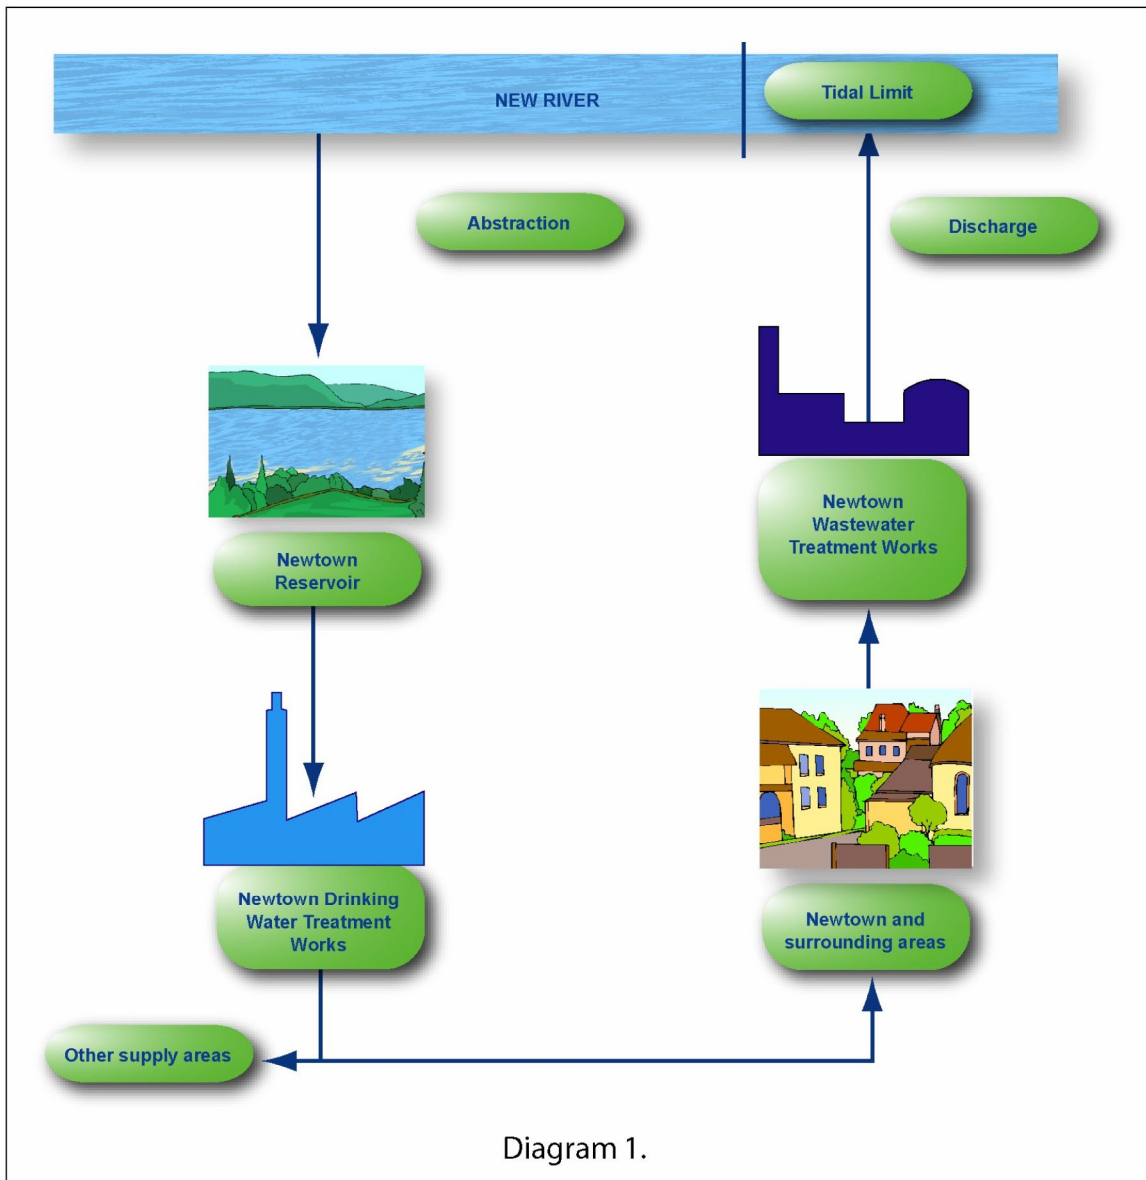 NEW RIVER
Tidal Limit
Abstraction
Discharge
Newtown
Reservoir
Newtown
Wastewater
Treatment Works
Newtown Drinking
Water Treatment
Works
Newtown and
surrounding areas
Other supply areas
Diagram 1.